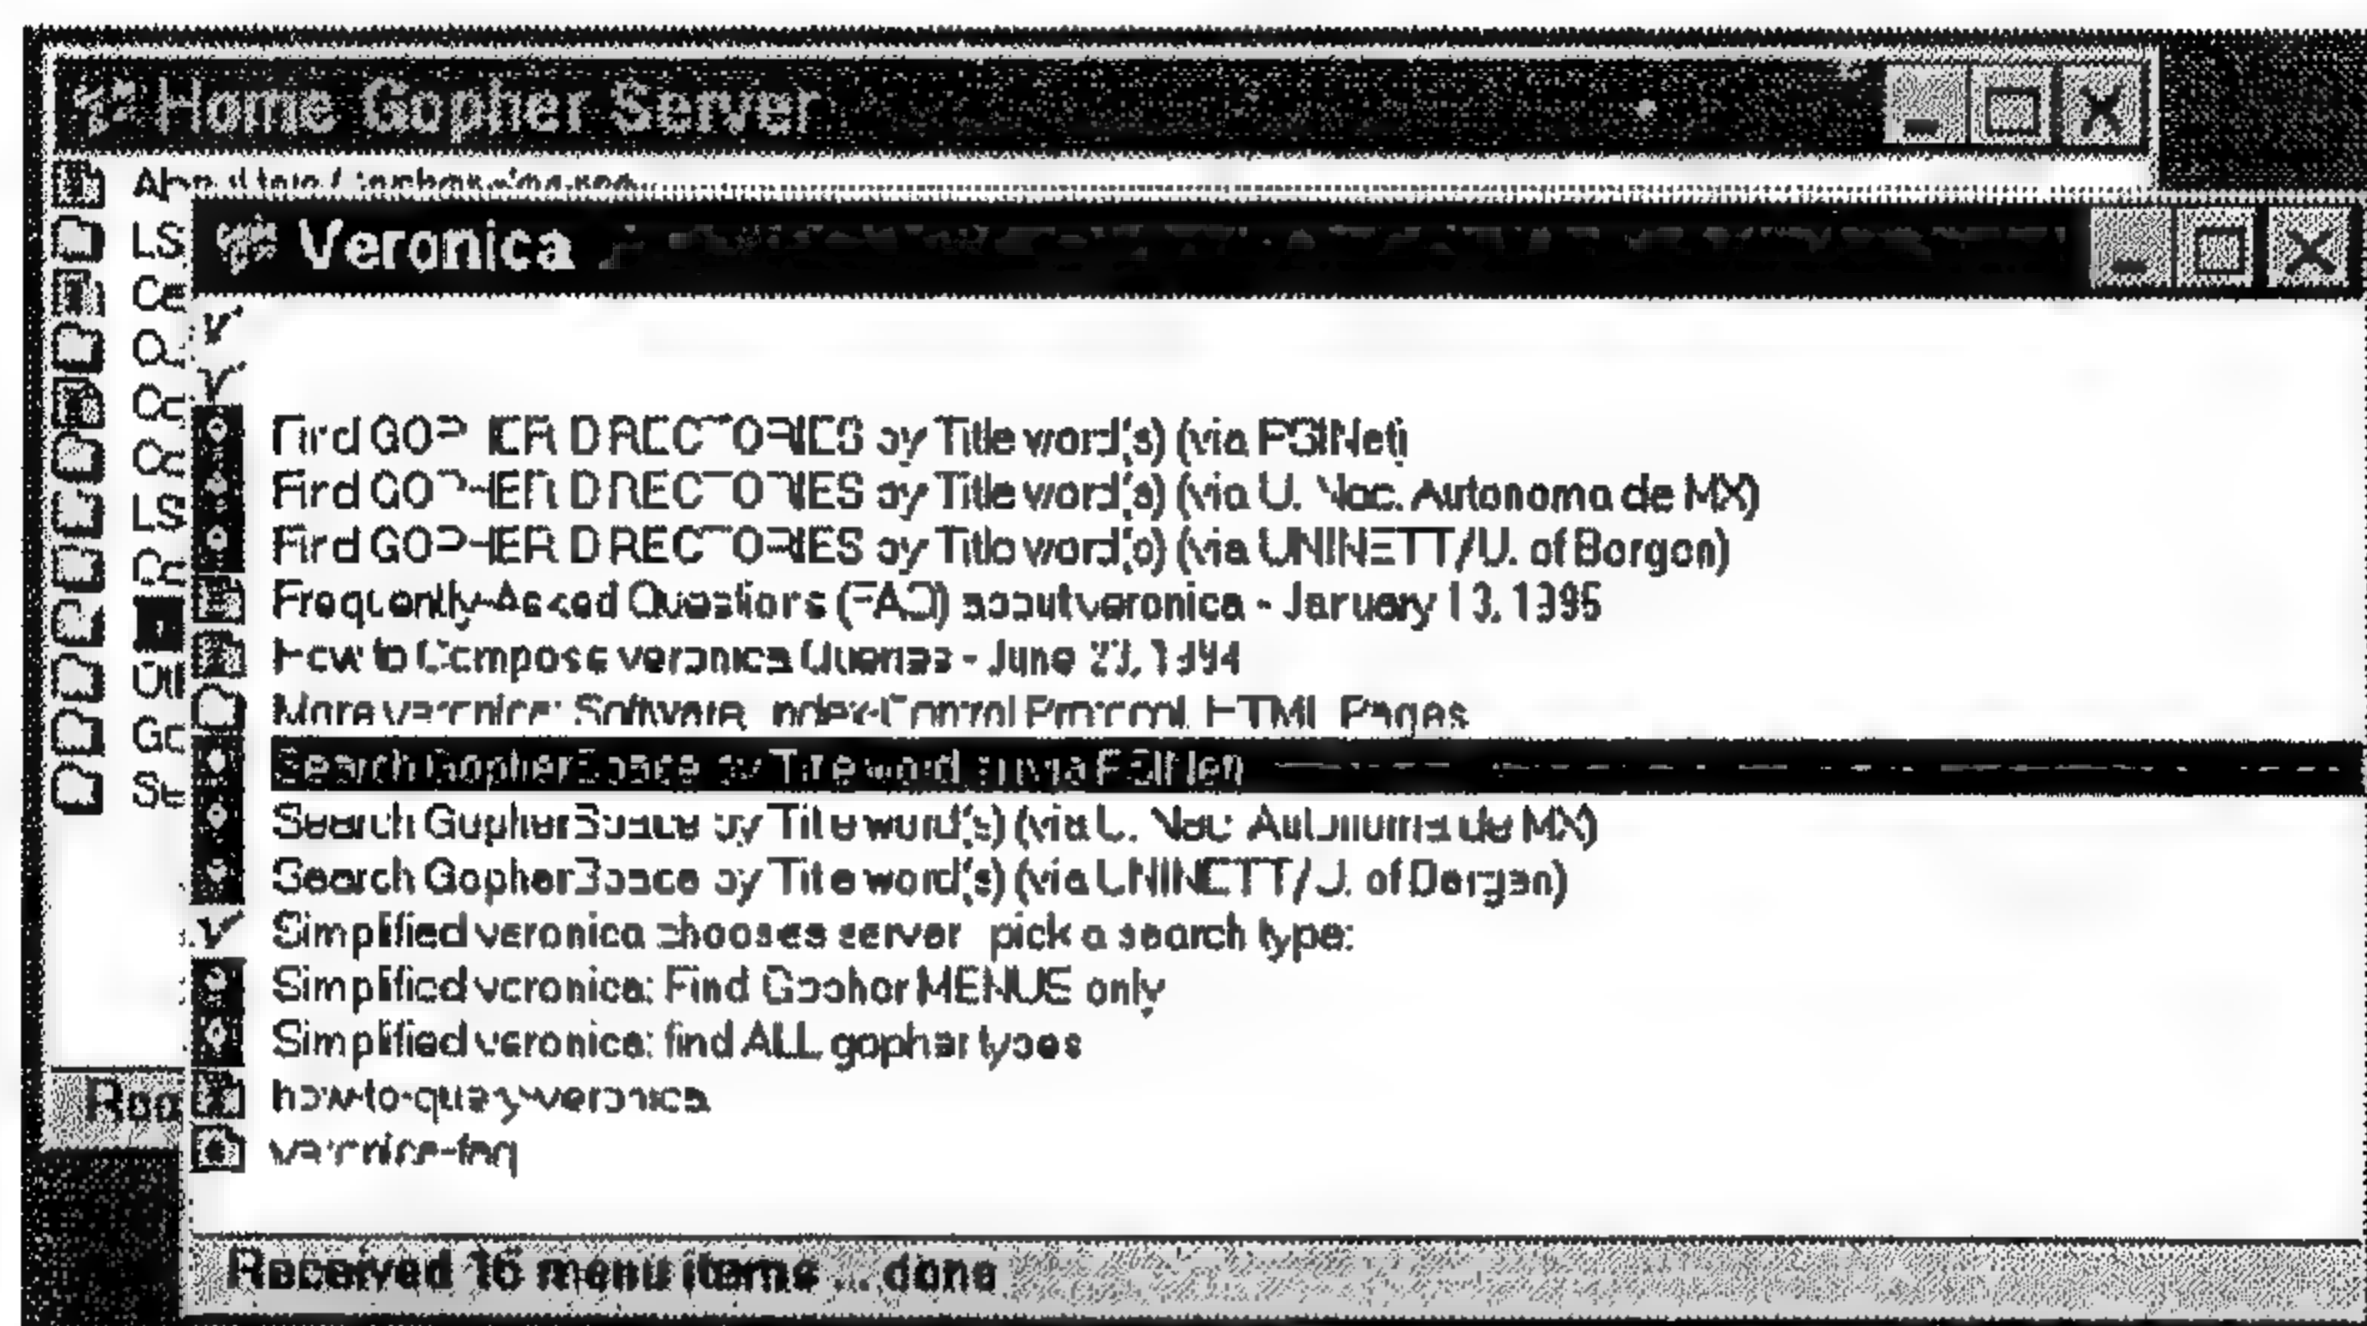 Home Gopher Server
Veronica
LS
Find GOPHER DIRECTORIES by Title word(s) (via PSINet)
Find GOPHER DIRECTORIES by Title word(s) (via U. Nac. Autonoma de MX)
Find GOPHER DIRECTORIES by Title word(s) (via UNINETT/U. of Bergen)
Frequently-Asked Questions (FAQ) about veronica - January 13, 1995
How to Compose veronica Queries - June 23, 1994
LS
More veronica: Software, Index-Control Protocol, HTML Pages
Search GopherSpace by Title word(s) (via PSINet)
Search GopherSpace by Title word(s) (via U. Nac. Autonoma de MX)
Search GopherSpace by Title word(s) (via UNINETT/U. of Bergen)
Simplified veronica chooses server pick a search type:
Simplified veronica: Find Gopher MENUS only
Simplified veronica: find ALL gopher types
how-to-query-veronica
veronica-faq
Received 16 menu items ... done